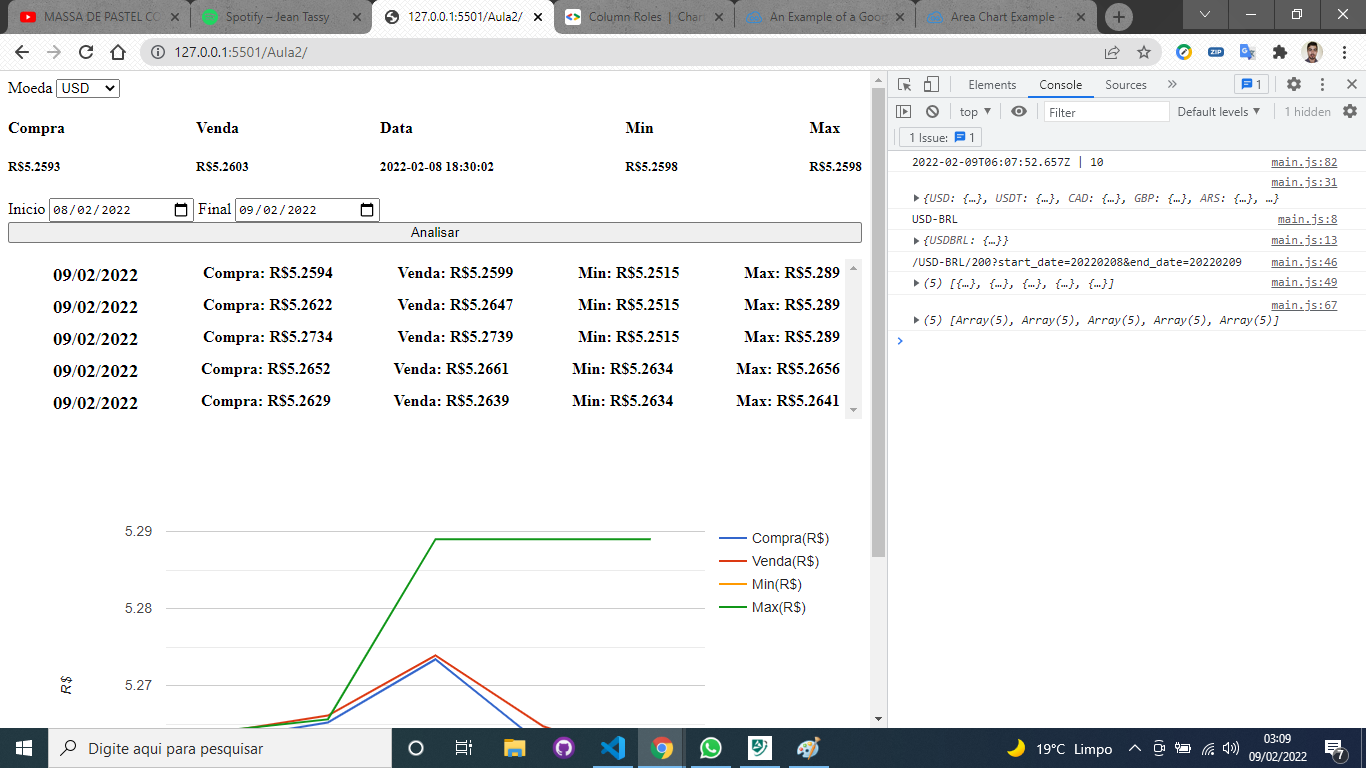 MASSA DE PASTEL CO
Spotify – Jean Tassy
127.0.0.1:5501/Aula2/
Column Roles | Char
An Example of a Goog
Area Chart Example -
127.0.0.1:5501/Aula2/
ZIP
Moeda USD
Compra Venda Data Min Max
R$5.2593 R$5.2603 2022-02-08 18:30:02 R$5.2598 R$5.2598
Inicio 08/02/2022 Final 09/02/2022
Analisar
09/02/2022 Compra: R$5.2594 Venda: R$5.2599 Min: R$5.2515 Max: R$5.289
09/02/2022 Compra: R$5.2622 Venda: R$5.2647 Min: R$5.2515 Max: R$5.289
09/02/2022 Compra: R$5.2734 Venda: R$5.2739 Min: R$5.2515 Max: R$5.289
09/02/2022 Compra: R$5.2652 Venda: R$5.2661 Min: R$5.2634 Max: R$5.2656
09/02/2022 Compra: R$5.2629 Venda: R$5.2639 Min: R$5.2634 Max: R$5.2641
5.29
5.28
5.27
R$
Compra(R$)
Venda(R$)
Min(R$)
Max(R$)
Elements Console Sources » 1
top Filter Default levels 1 hidden
1 Issue: 1
2022-02-09T06:07:52.657Z | 10 main.js:82
main.js:31
{USD: {…}, USDT: {…}, CAD: {…}, GBP: {…}, ARS: {…}, …}
USD-BRL main.js:8
{USDBRL: {…}} main.js:13
/USD-BRL/200?start_date=20220208&end_date=20220209 main.js:46
(5) [{…}, {…}, {…}, {…}, {…}] main.js:49
main.js:67
(5) [Array(5), Array(5), Array(5), Array(5), Array(5)]
Digite aqui para pesquisar
19°C Limpo
03:09
09/02/2022
7